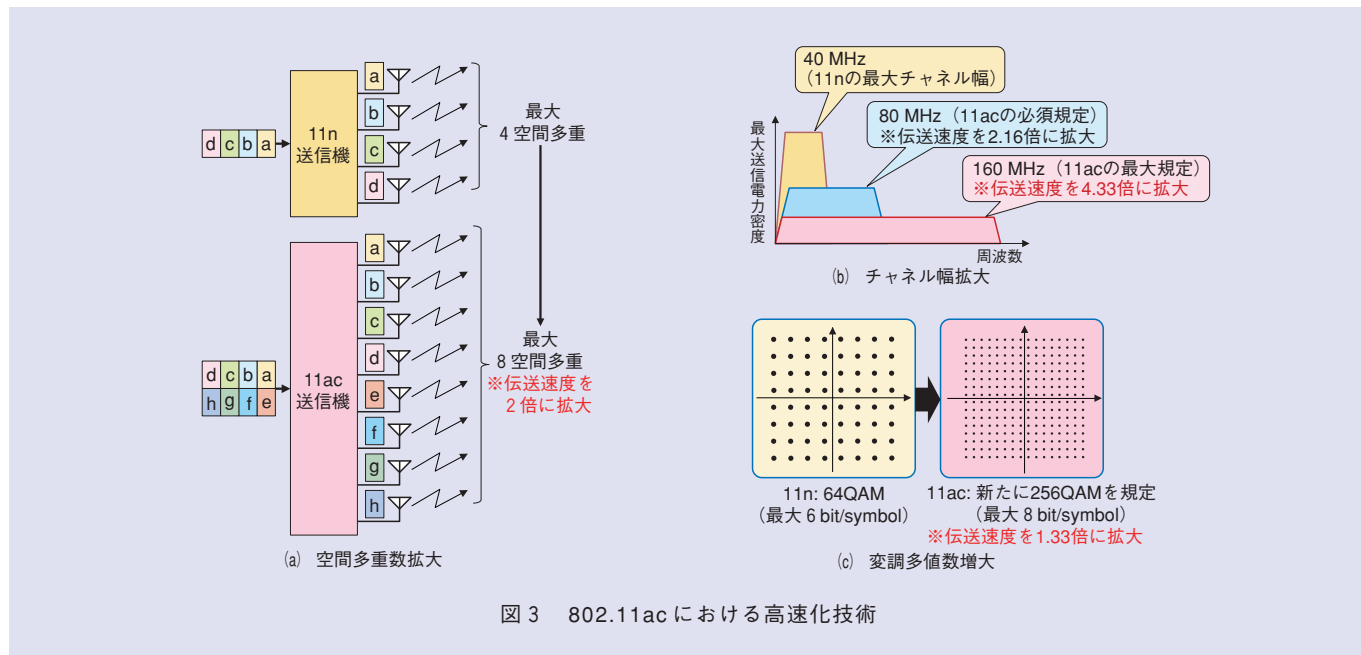 d c b a
11n
送信機
a
b
c
d
最大
4 空間多重
d c b a
h g f e
11ac
送信機
a
b
c
d
e
f
g
h
最大
8 空間多重
※伝送速度を
2 倍に拡大
(a) 空間多重数拡大
40 MHz
(11nの最大チャネル幅)
80 MHz(11acの必須規定)
※伝送速度を2.16倍に拡大
160 MHz(11acの最大規定)
※伝送速度を4.33倍に拡大
最大送信電力密度
周波数
(b) チャネル幅拡大
11n: 64QAM
(最大 6 bit/symbol)
11ac: 新たに256QAMを規定
(最大 8 bit/symbol)
※伝送速度を1.33倍に拡大
(c) 変調多値数増大
図 3 802.11ac における高速化技術